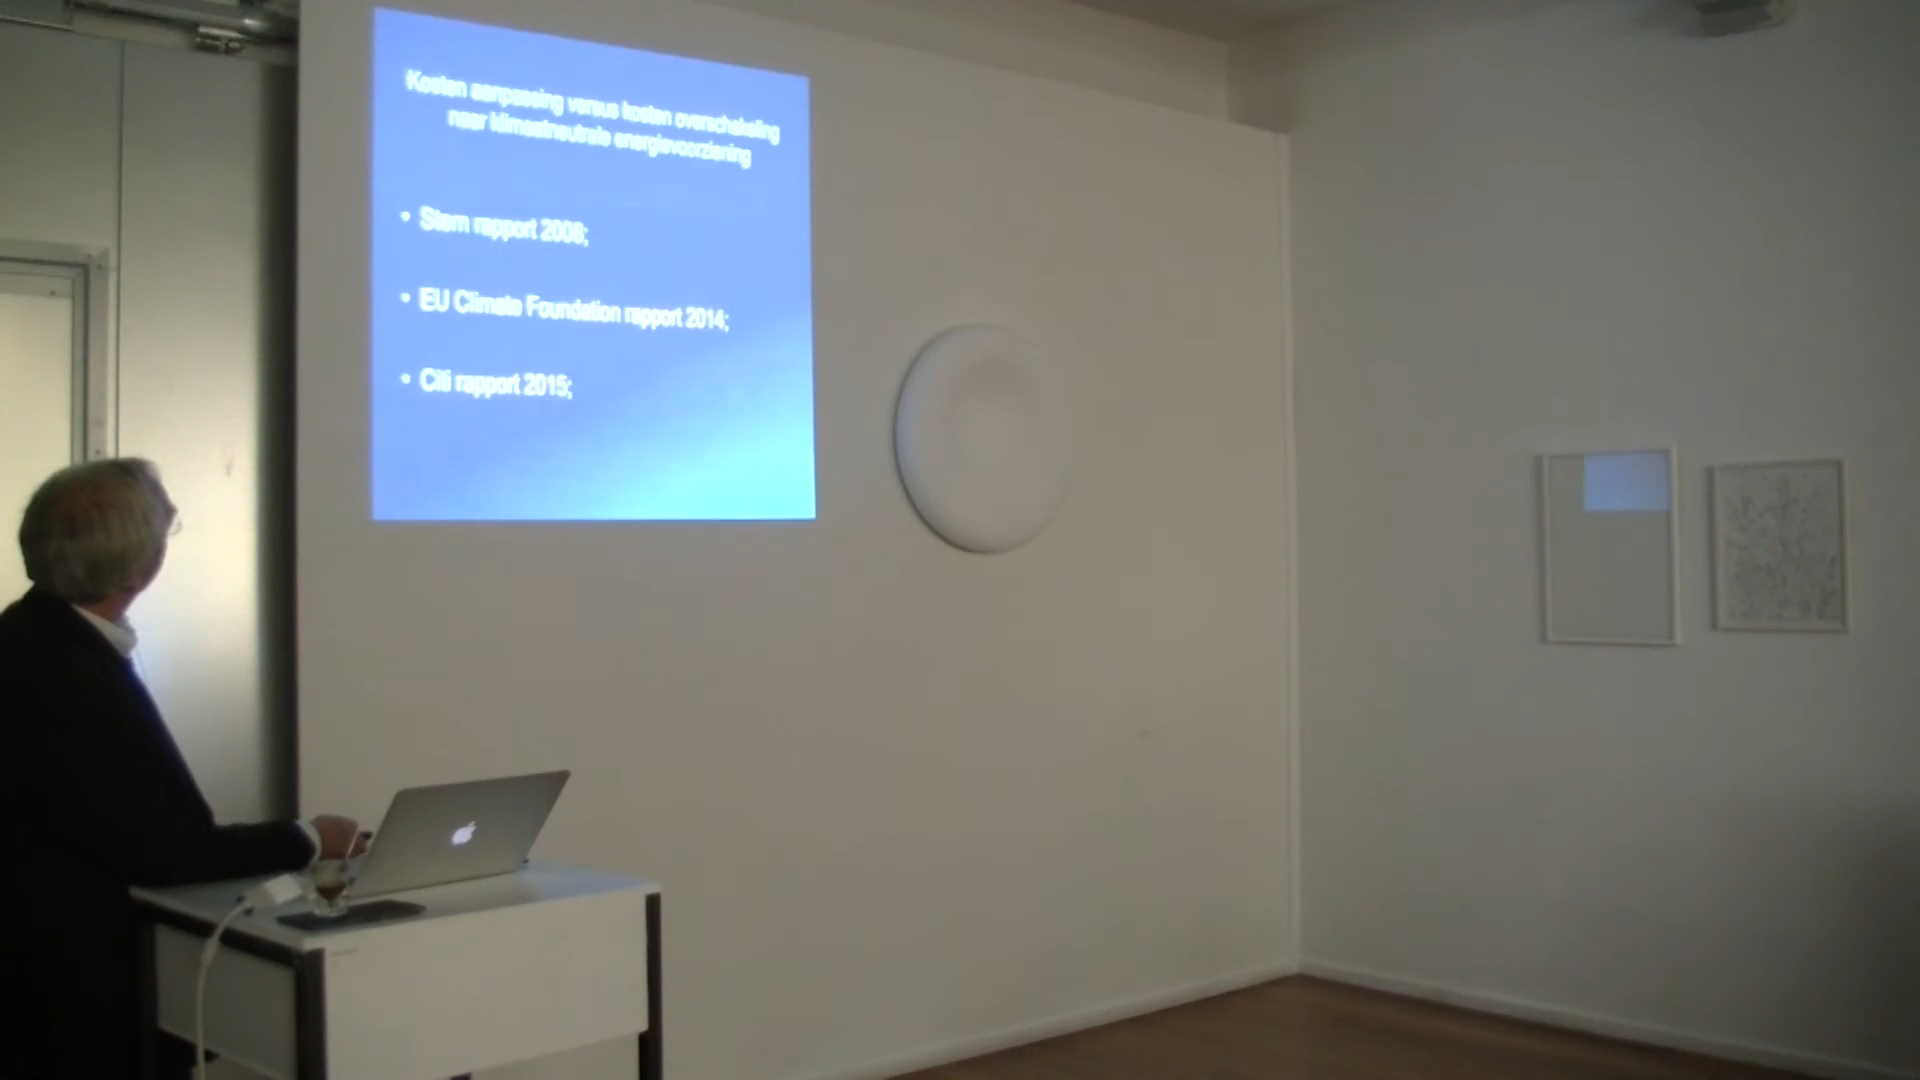 Kosten aanpassing versus kosten overschakeling
naar klimaatneutrale energievoorziening
• Stern rapport 2008;
• EU Climate Foundation rapport 2014;
• Citi rapport 2015;